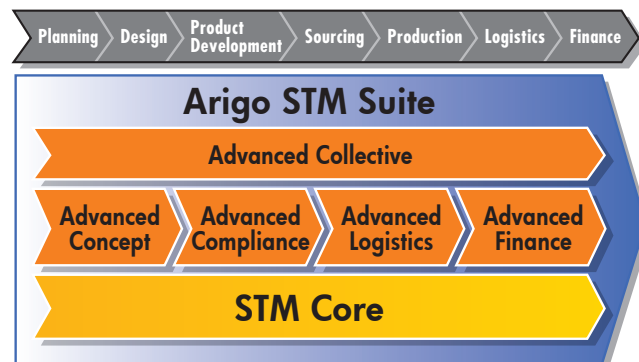 Planning
Design
Product
Development
Sourcing
Production
Logistics
Finance
Arigo STM Suite
Advanced Collective
Advanced
Concept
Advanced
Compliance
Advanced
Logistics
Advanced
Finance
STM Core